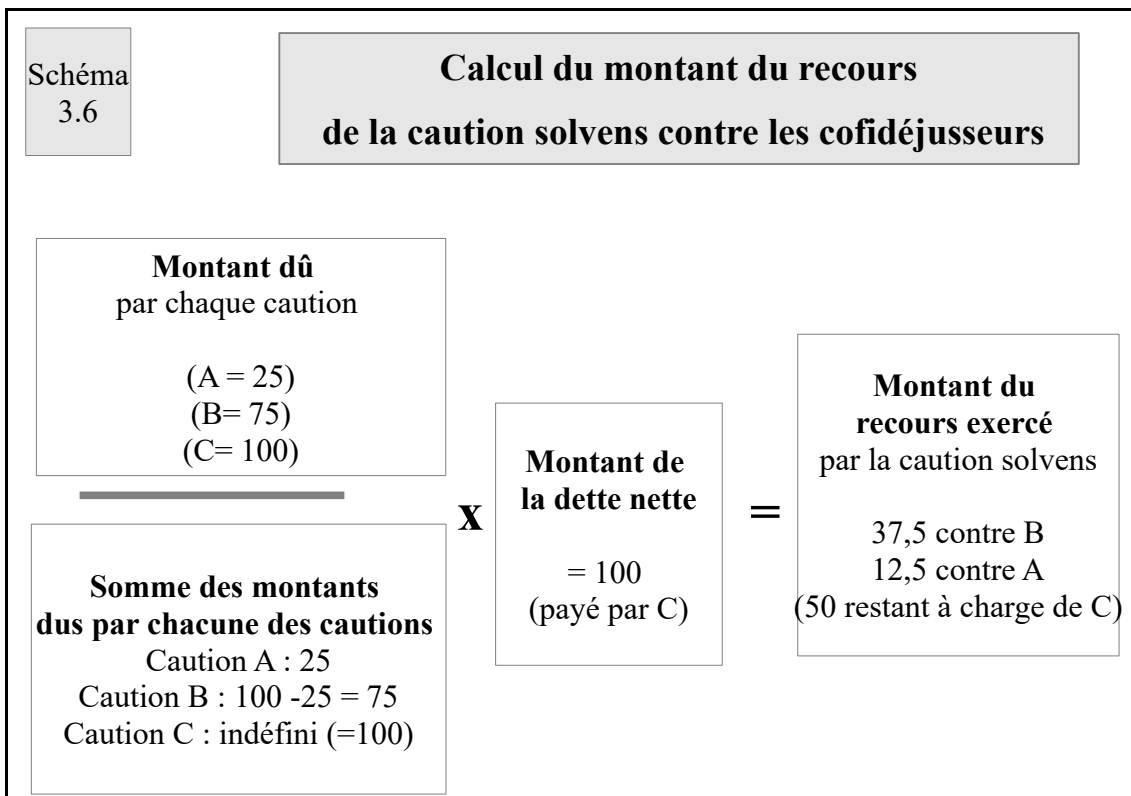 Schéma
3.6
Calcul du montant du recours
de la caution solvens contre les cofidéjusseurs
Montant dû
par chaque caution
(A = 25)
(B= 75)
(C= 100)
Somme des montants
dus par chacune des cautions
Caution A : 25
Caution B : 100 -25 = 75
Caution C : indéfini (=100)
x
Montant de
la dette nette
= 100
(payé par C)
=
Montant du
recours exercé
par la caution solvens
37,5 contre B
12,5 contre A
(50 restant à charge de C)